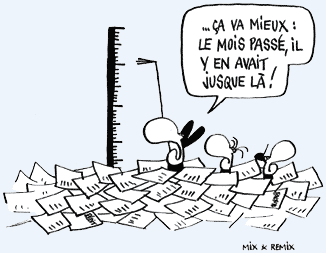 ...ÇA VA MIEUX :
LE MOIS PASSÉ, IL
Y EN AVAIT
JUSQUE LÀ !
MIX & REMIX